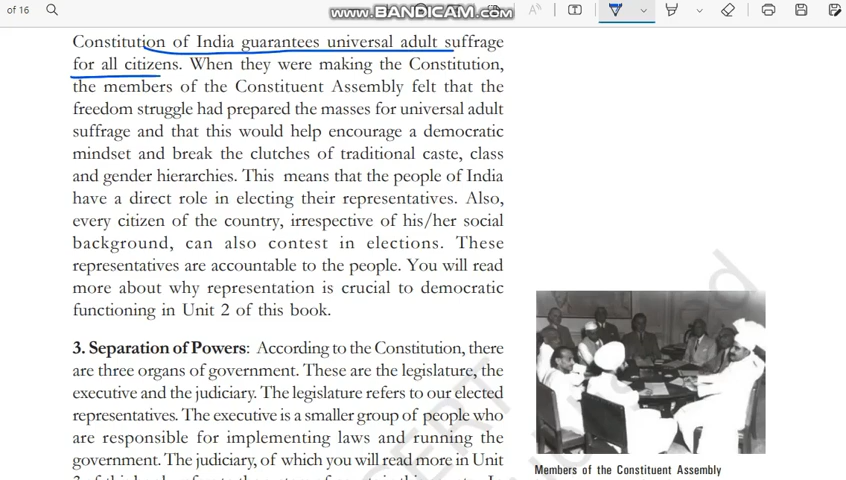 www.BANDICAM.com
of 16
Constitution of India guarantees universal adult suffrage
for all citizens. When they were making the Constitution,
the members of the Constituent Assembly felt that the
freedom struggle had prepared the masses for universal adult
suffrage and that this would help encourage a democratic
mindset and break the clutches of traditional caste, class
and gender hierarchies. This means that the people of India
have a direct role in electing their representatives. Also,
every citizen of the country, irrespective of his/her social
background, can also contest in elections. These
representatives are accountable to the people. You will read
more about why representation is crucial to democratic
functioning in Unit 2 of this book.
3. Separation of Powers: According to the Constitution, there
are three organs of government. These are the legislature, the
executive and the judiciary. The legislature refers to our elected
representatives. The executive is a smaller group of people who
are responsible for implementing laws and running the
government. The judiciary, of which you will read more in Unit
Members of the Constituent Assembly